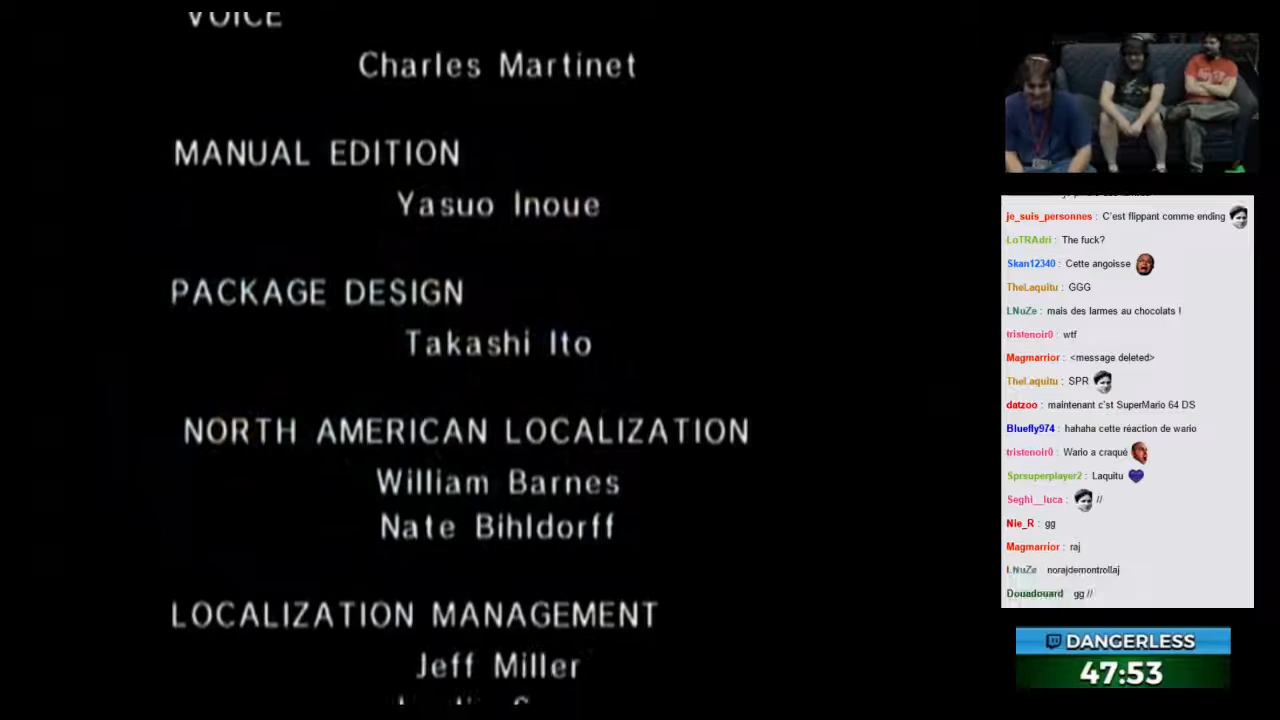 VOICE
Charles Martinet
MANUAL EDITION
Yasuo Inoue
PACKAGE DESIGN
Takashi Ito
NORTH AMERICAN LOCALIZATION
William Barnes
Nate Bihldorff
LOCALIZATION MANAGEMENT
Jeff Miller
je_suis_personnes : C'est flippant comme ending
LoTRAdri : The fuck?
Skan12340 : Cette angoisse
TheLaquitu : GGG
LNuZe : mais des larmes au chocolats !
tristenoir0 : wtf
Magmarrior : <message deleted>
TheLaquitu : SPR
datzoo : maintenant c'st SuperMario 64 DS
Bluefly974 : hahaha cette réaction de wario
tristenoir0 : Wario a craqué
Sprsuperplayer2 : Laquitu
Seghi__luca : //
Nie_R : gg
Magmarrior : raj
LNuZe norajdemontrollaj
Douadouard gg //
DANGERLESS
47:53